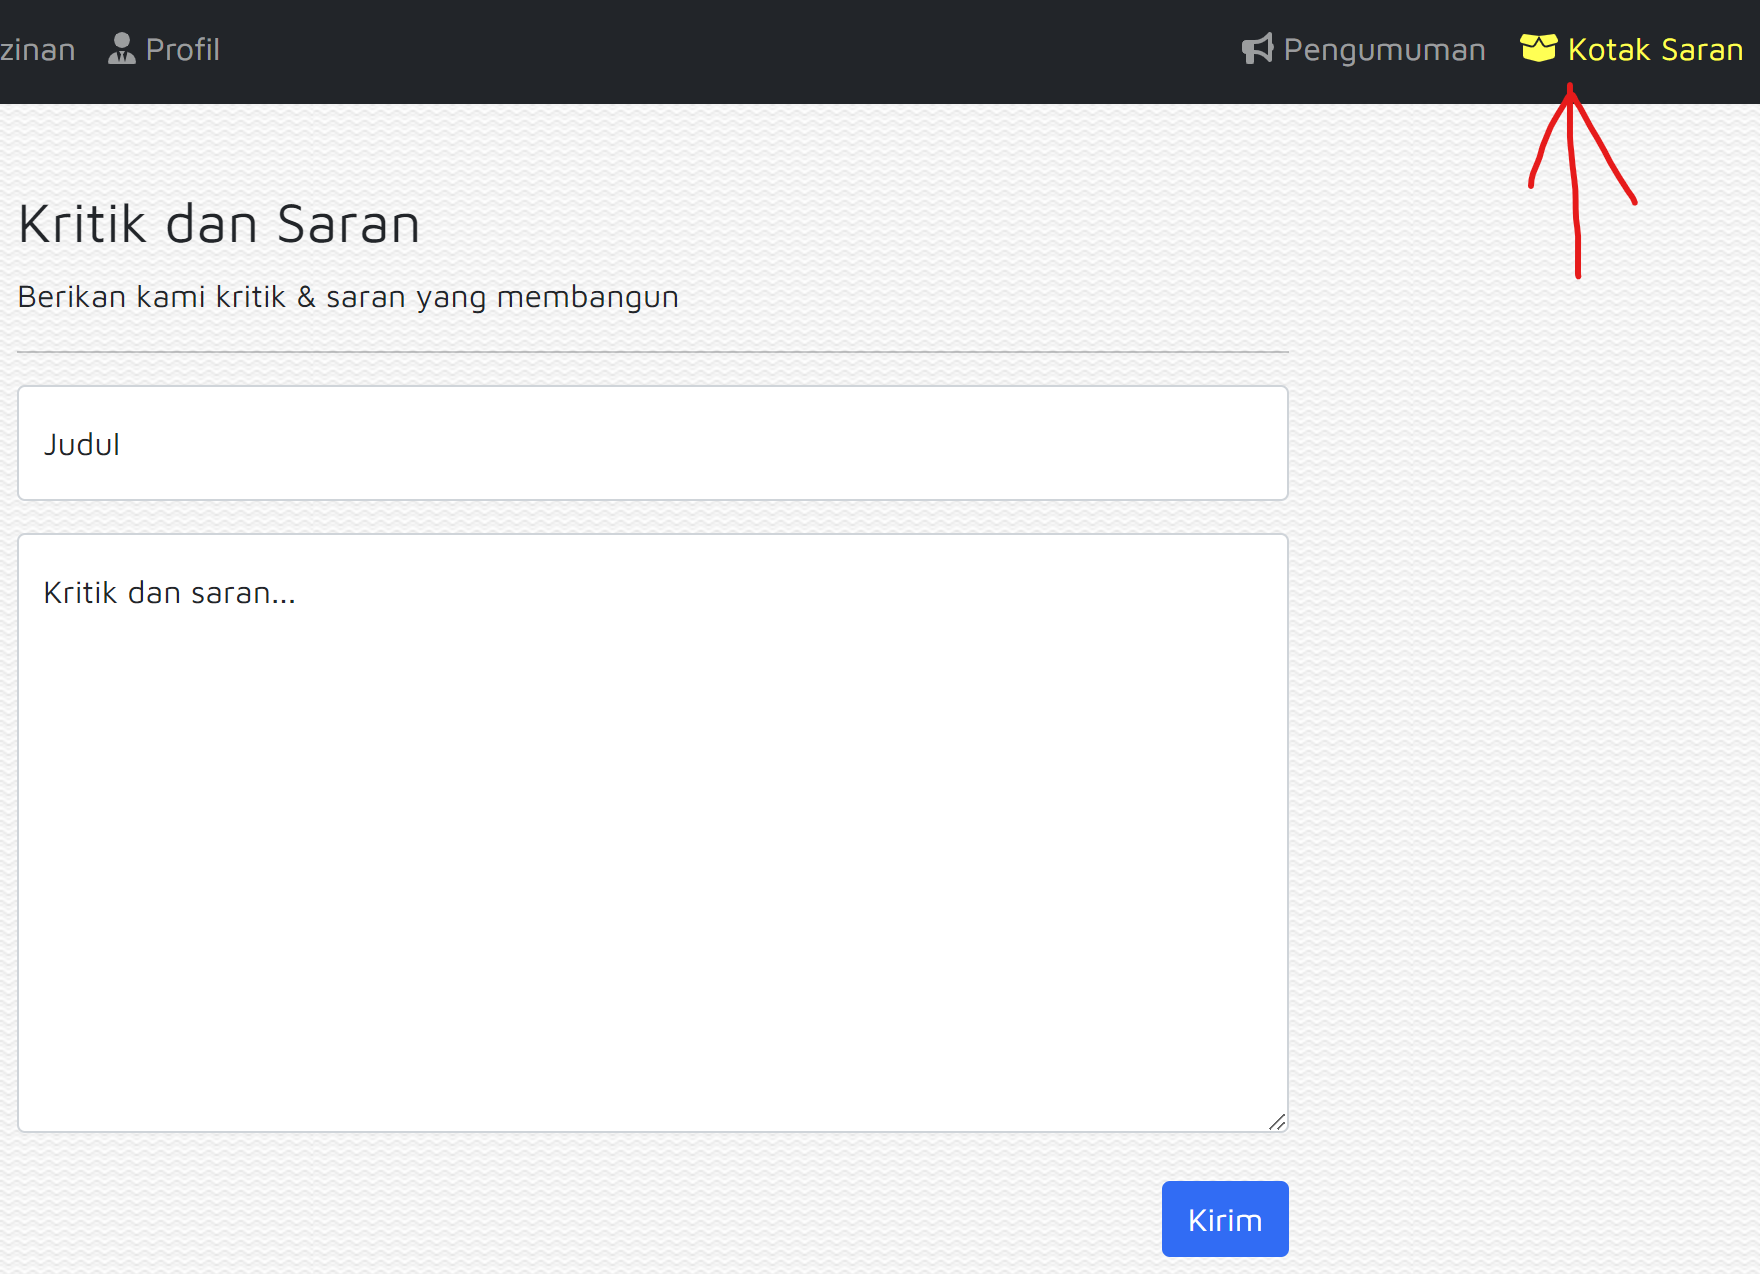 zinan Profil Pengumuman Kotak Saran
Kritik dan Saran
Berikan kami kritik & saran yang membangun
Judul
Kritik dan saran...
Kirim